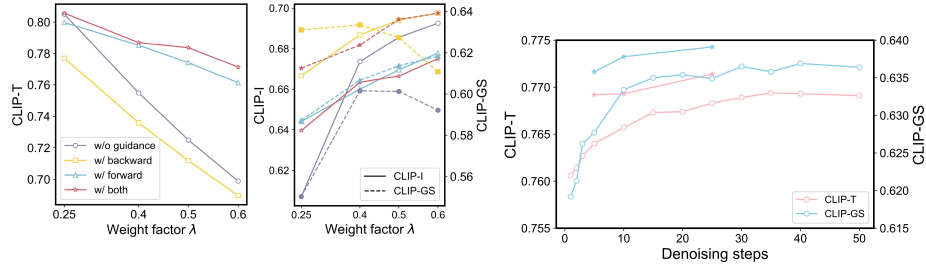 CLIP-T
0.80
0.78
0.76
0.74
0.72
0.70
w/o guidance
w/ backward
w/ forward
w/ both
0.25 0.4 0.5 0.6
Weight factor λ
CLIP-I
0.70
0.68
0.66
0.64
0.62
CLIP-I
CLIP-GS
0.64
0.62
0.60
0.58
0.56
CLIP-GS
0.25 0.4 0.5 0.6
Weight factor λ
CLIP-T
0.775
0.770
0.765
0.760
0.755
CLIP-T
CLIP-GS
0.640
0.635
0.630
0.625
0.620
0.615
CLIP-GS
0 10 20 30 40 50
Denoising steps